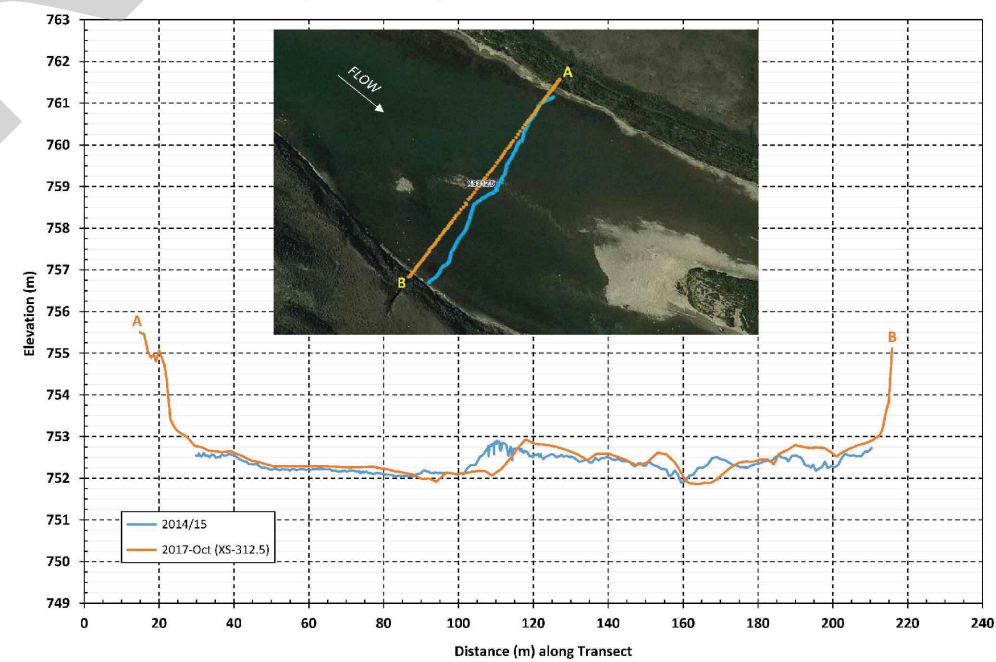 763
762
761
760
759
758
757
756
755
754
753
752
751
750
749
Elevation (m)
FLOW
A
XS312.5
B
A
B
2014/15
2017-Oct (XS-312.5)
0 20 40 60 80 100 120 140 160 180 200 220 240
Distance (m) along Transect